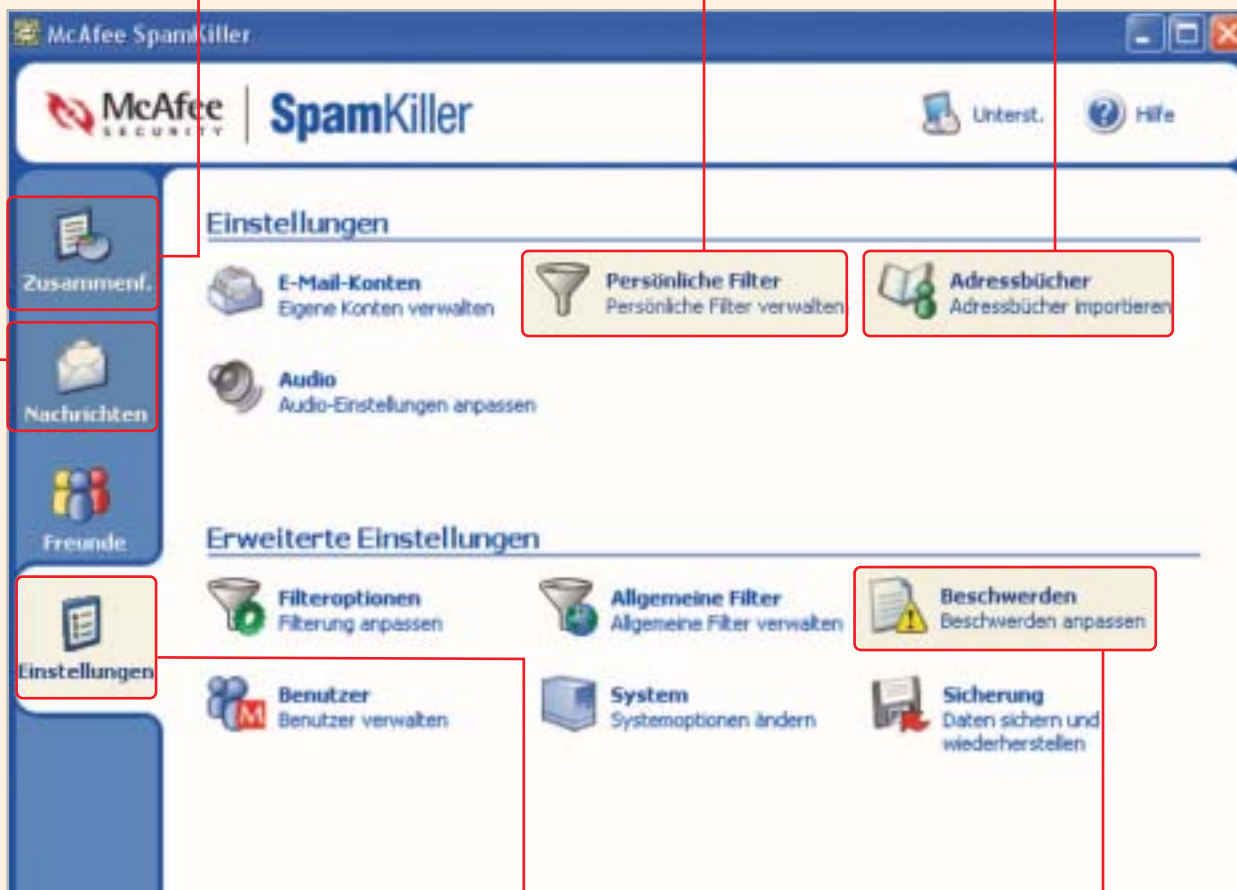 McAfee SpamKiller
McAfee SECURITY SpamKiller
Unterst.
Hilfe
Zusammenf.
Nachrichten
Freunde
Einstellungen
Einstellungen
E-Mail-Konten
Eigene Konten verwalten
Persönliche Filter
Persönliche Filter verwalten
Adressbücher
Adressbücher importieren
Audio
Audio-Einstellungen anpassen
Erweiterte Einstellungen
Filteroptionen
Filterung anpassen
Allgemeine Filter
Allgemeine Filter verwalten
Beschwerden
Beschwerden anpassen
Benutzer
Benutzer verwalten
System
Systemoptionen ändern
Sicherung
Daten sichern und
wiederherstellen